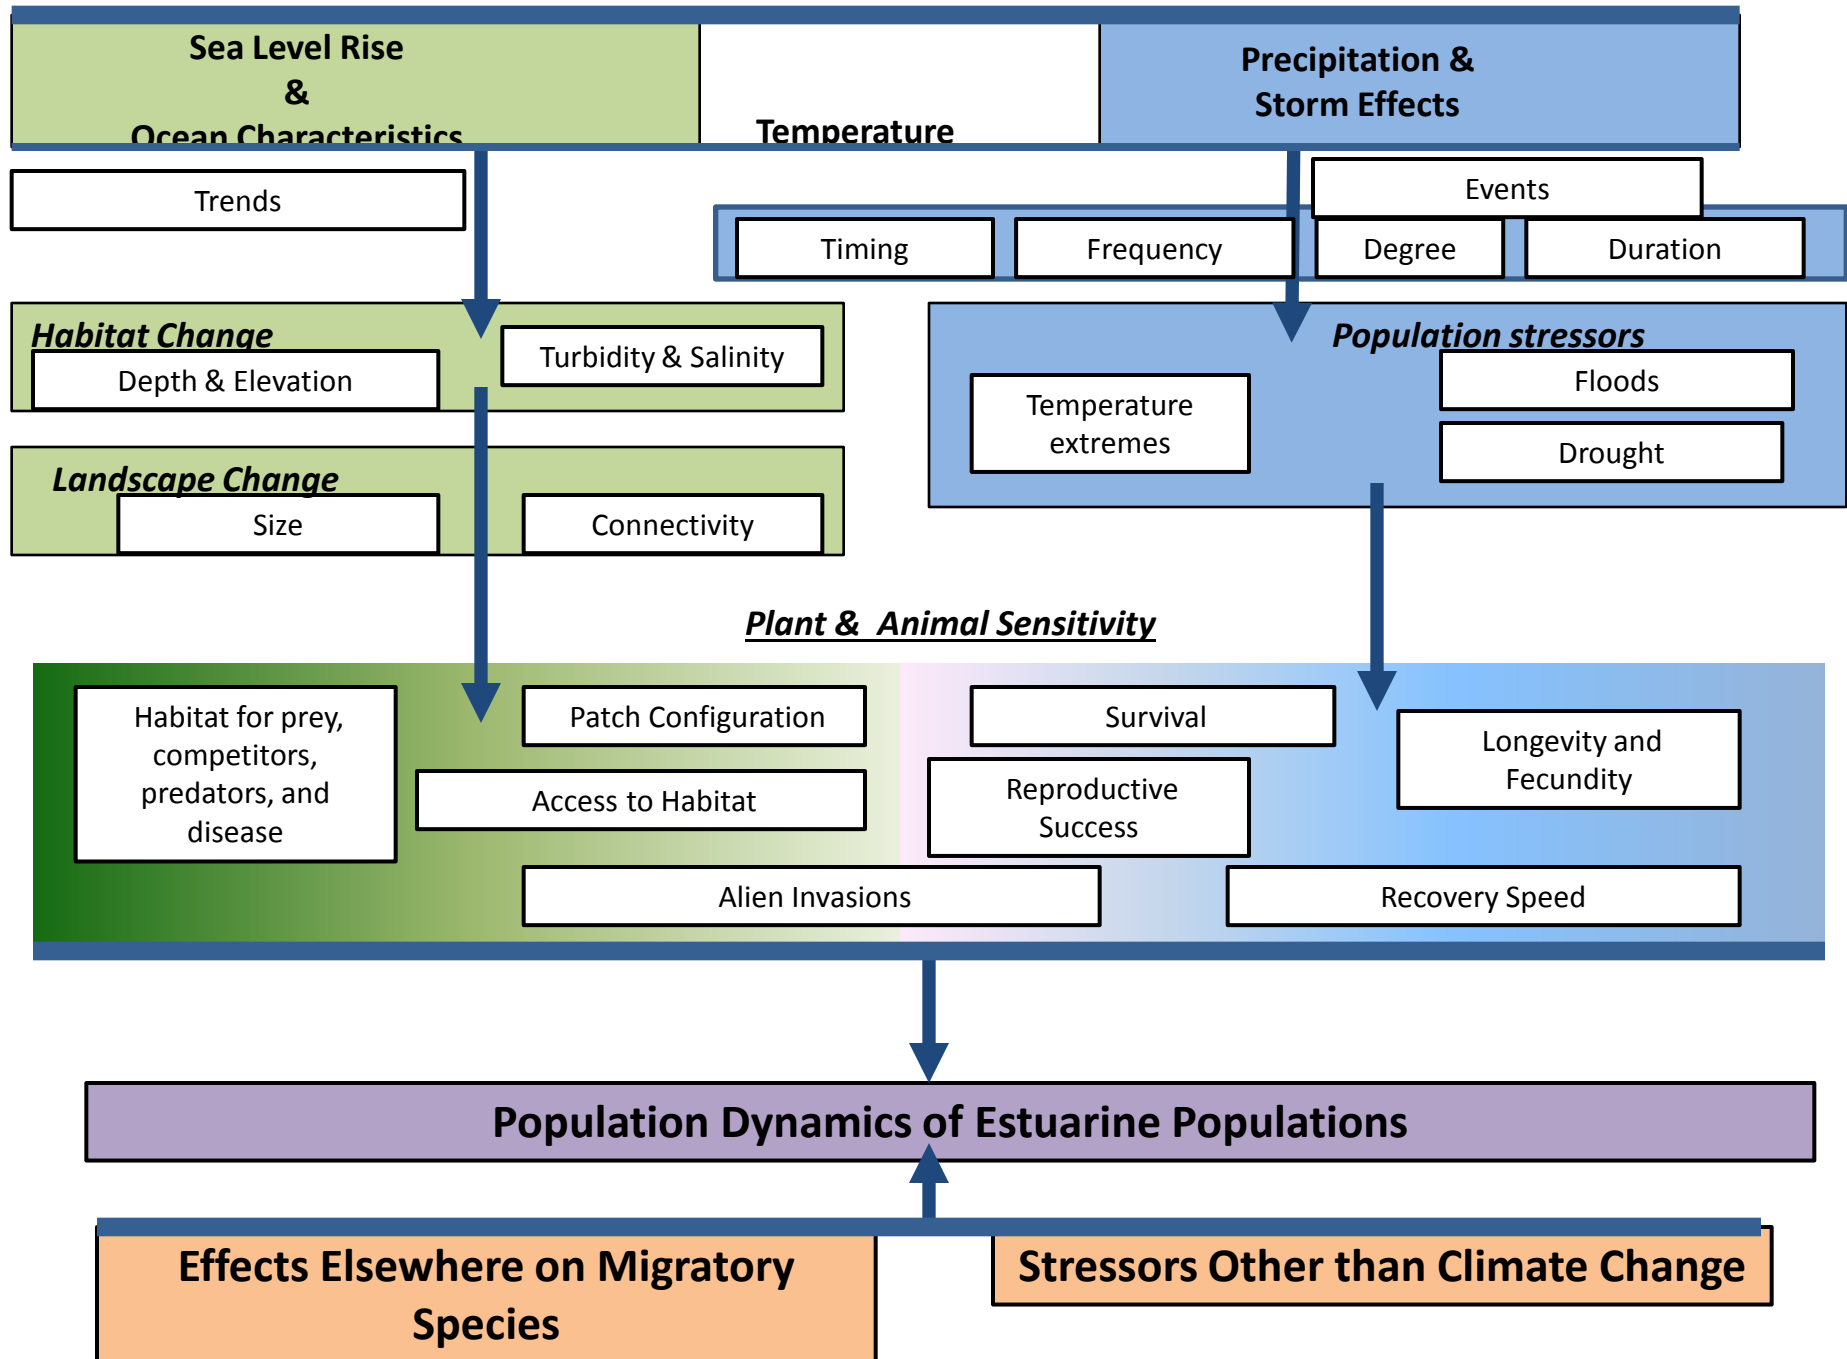 Sea Level Rise
&
Ocean Characteristics
Temperature
Precipitation &
Storm Effects
Trends
Events
Timing
Frequency
Degree
Duration
Habitat Change
Depth & Elevation
Turbidity & Salinity
Population stressors
Temperature
extremes
Floods
Drought
Landscape Change
Size
Connectivity
Plant & Animal Sensitivity
Habitat for prey,
competitors,
predators, and
disease
Patch Configuration
Access to Habitat
Survival
Reproductive
Success
Longevity and
Fecundity
Alien Invasions
Recovery Speed
Population Dynamics of Estuarine Populations
Effects Elsewhere on Migratory
Species
Stressors Other than Climate Change